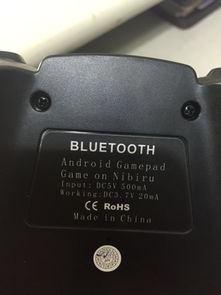 BLUETOOTH
Android Gamepad
Game on Nibiru
Input: DC5V 500mA
Working: DC3.7V 20mA
CE RoHS
Made in China